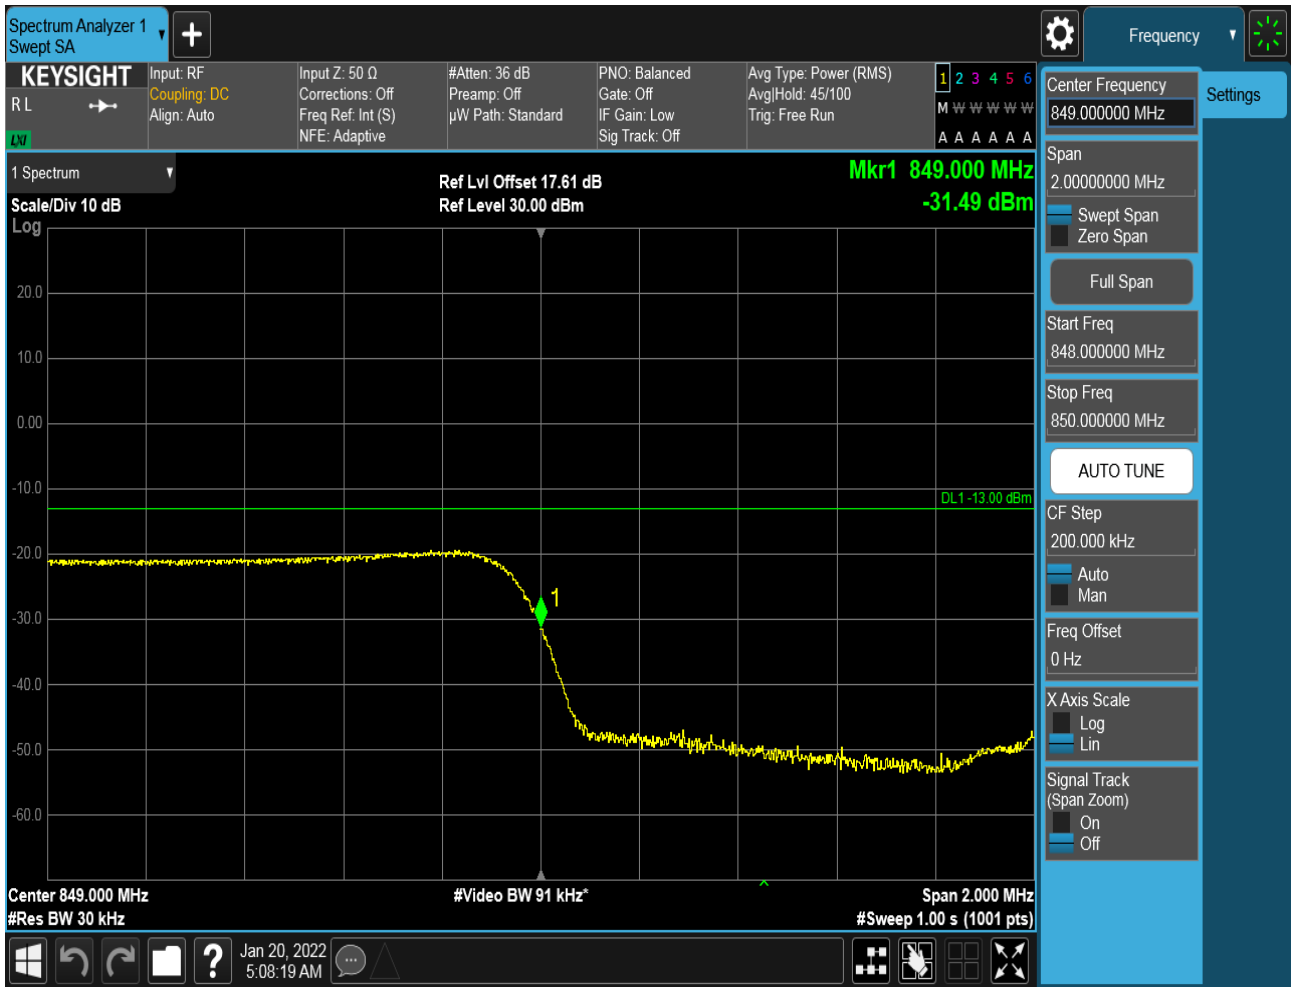 Spectrum Analyzer 1
Swept SA
+
Frequency
KEYSIGHT
R L
LXI
Input: RF
Coupling: DC
Align: Auto
Input Z: 50 Ω
Corrections: Off
Freq Ref: Int (S)
NFE: Adaptive
#Atten: 36 dB
Preamp: Off
µW Path: Standard
PNO: Balanced
Gate: Off
IF Gain: Low
Sig Track: Off
Avg Type: Power (RMS)
Avg|Hold: 45/100
Trig: Free Run
1 2 3 4 5 6
M W W W W W
A A A A A A
1 Spectrum
Scale/Div 10 dB
Log
Ref Lvl Offset 17.61 dB
Ref Level 30.00 dBm
Mkr1 849.000 MHz
-31.49 dBm
20.0
10.0
0.00
-10.0
-20.0
-30.0
-40.0
-50.0
-60.0
DL1 -13.00 dBm
1
Center 849.000 MHz
#Res BW 30 kHz
#Video BW 91 kHz*
Span 2.000 MHz
#Sweep 1.00 s (1001 pts)
Center Frequency
849.000000 MHz
Settings
Span
2.00000000 MHz
Swept Span
Zero Span
Full Span
Start Freq
848.000000 MHz
Stop Freq
850.000000 MHz
AUTO TUNE
CF Step
200.000 kHz
Auto
Man
Freq Offset
0 Hz
X Axis Scale
Log
Lin
Signal Track
(Span Zoom)
On
Off
?
Jan 20, 2022
5:08:19 AM